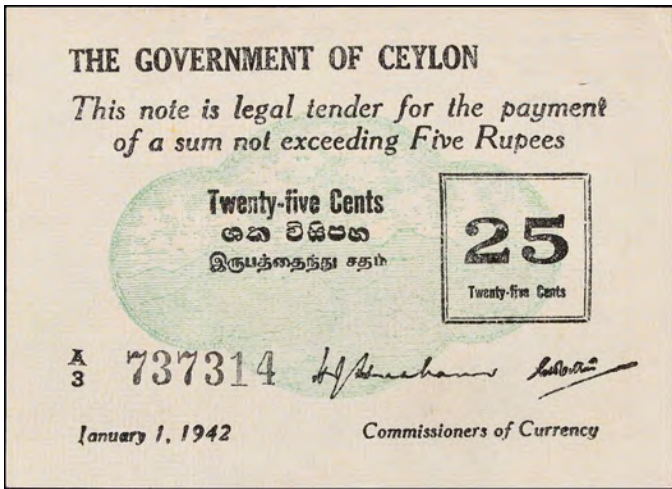 THE GOVERNMENT OF CEYLON
This note is legal tender for the payment
of a sum not exceeding Five Rupees
Twenty-five Cents
ශත විසිපහ
இருபத்தைந்து சதம்
25
Twenty-five Cents
A
3 737314
January 1, 1942 Commissioners of Currency